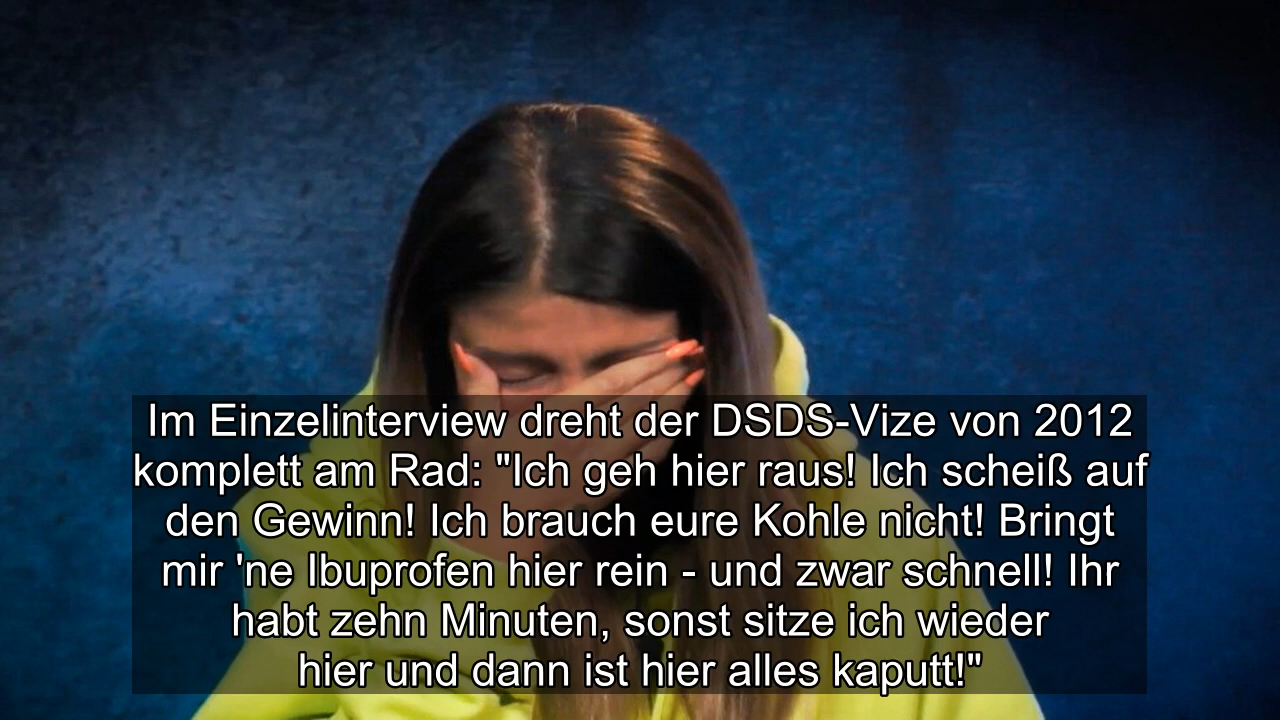 Im Einzelinterview dreht der DSDS-Vize von 2012
komplett am Rad: "Ich geh hier raus! Ich scheiß auf
den Gewinn! Ich brauch eure Kohle nicht! Bringt
mir 'ne Ibuprofen hier rein - und zwar schnell! Ihr
habt zehn Minuten, sonst sitze ich wieder
hier und dann ist hier alles kaputt!"